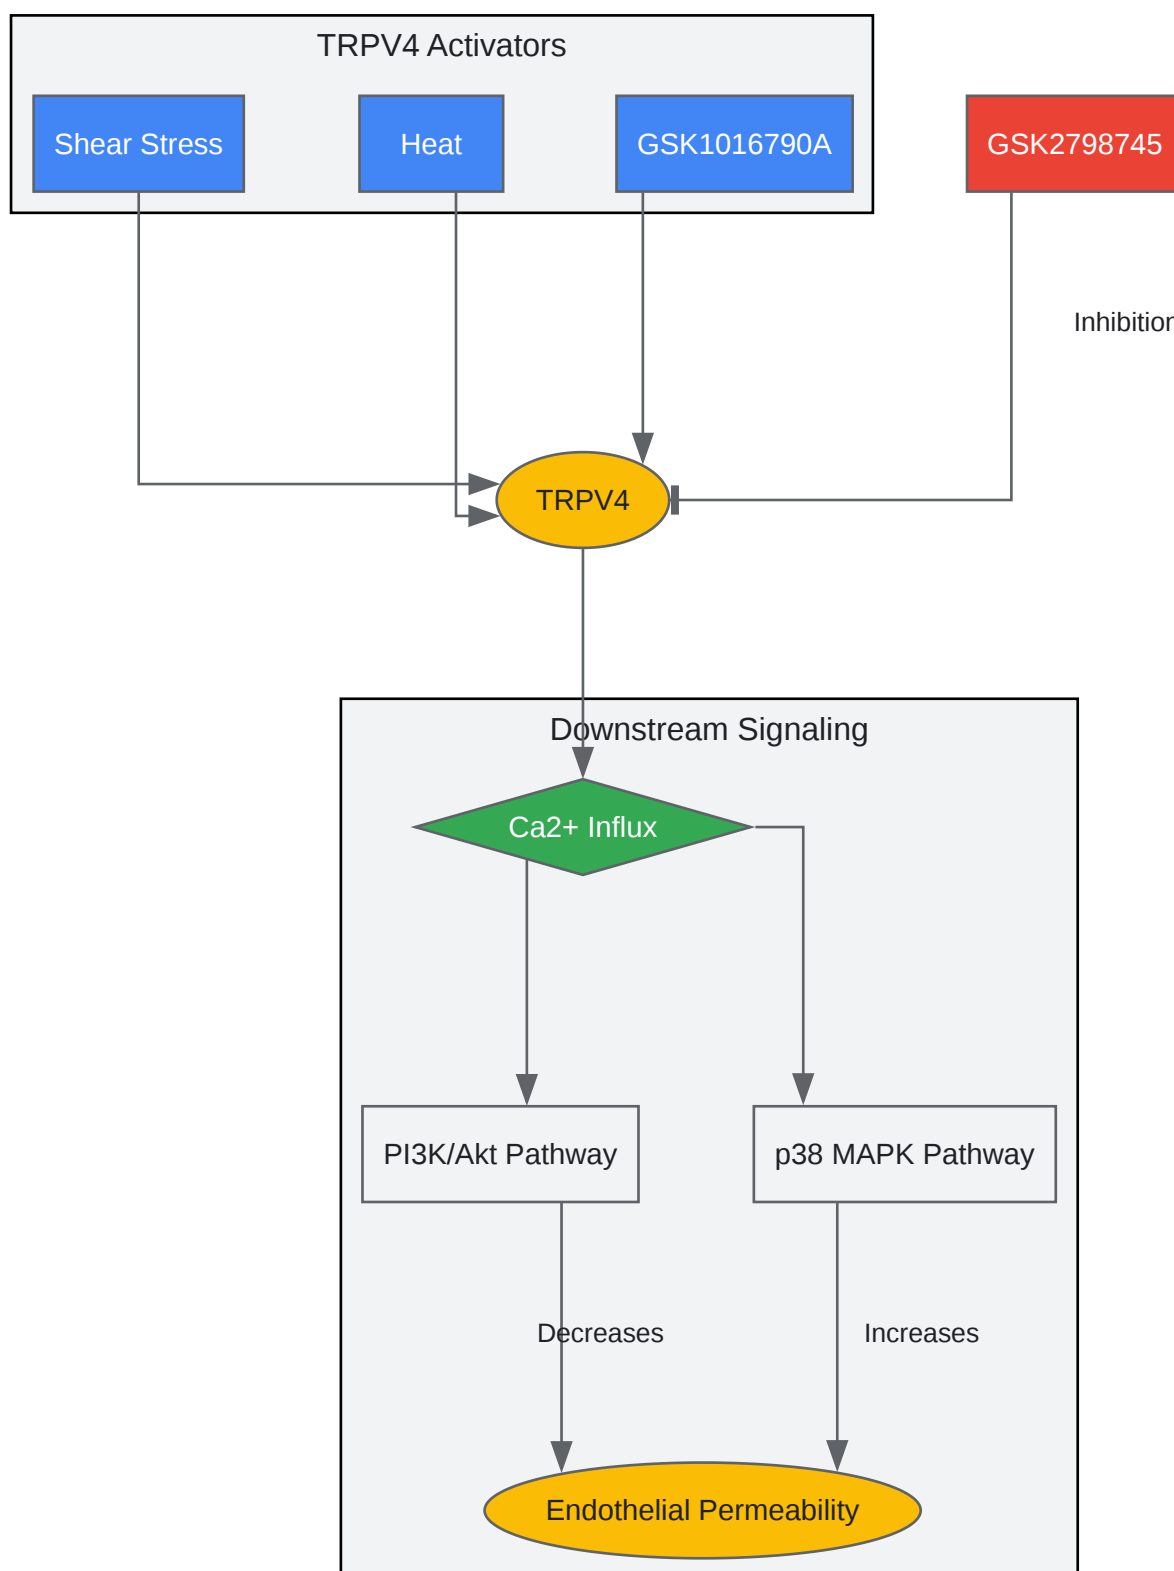 TRPV4 Activators
Shear Stress
Heat
GSK1016790A
GSK2798745
Inhibition
TRPV4
Downstream Signaling
Ca2+ Influx
PI3K/Akt Pathway
p38 MAPK Pathway
Decreases
Increases
Endothelial Permeability